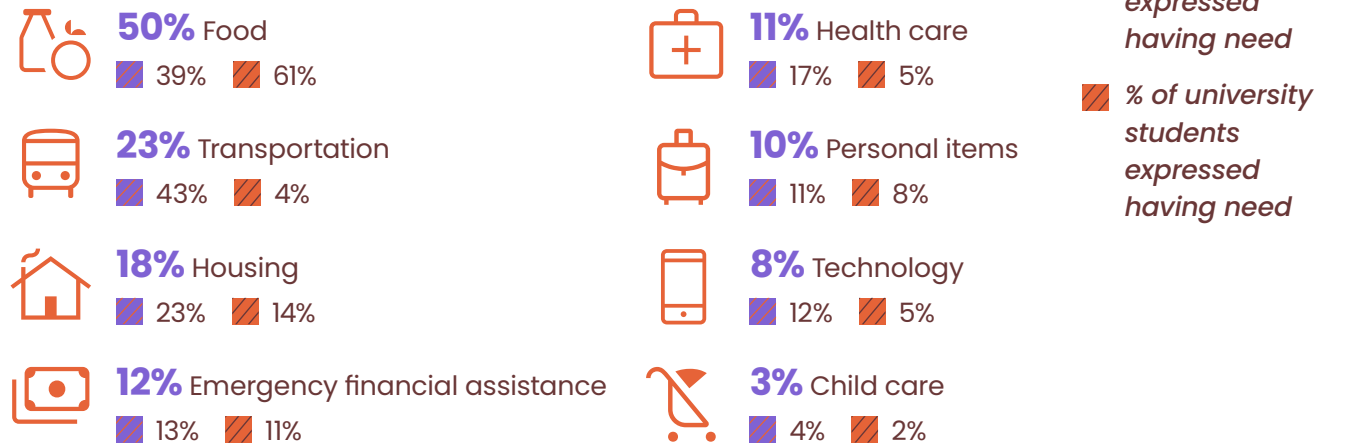 50% Food
39% 61%
23% Transportation
43% 4%
18% Housing
23% 14%
12% Emergency financial assistance
13% 11%
11% Health care
17% 5%
10% Personal items
11% 8%
8% Technology
12% 5%
3% Child care
4% 2%
expressed
having need
% of university
students
expressed
having need